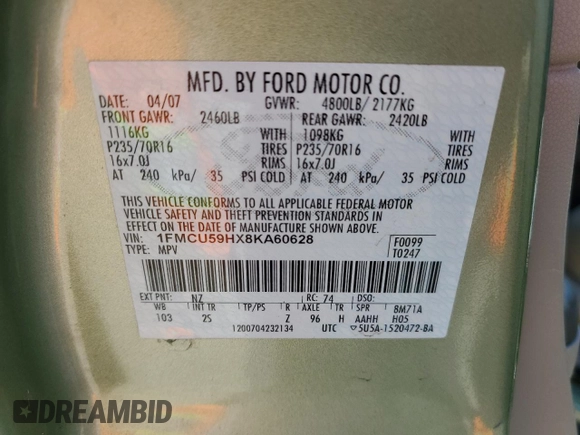 MFD. BY FORD MOTOR CO.
DATE: 04/07 GVWR: 4800LB/ 2177KG
FRONT GAWR: 2460LB REAR GAWR: 2420LB
1116KG WITH 1098KG WITH
P235/70R16 TIRES P235/70R16 TIRES
16x7.0J RIMS 16x7.0J RIMS
AT 240 kPa/ 35 PSI COLD AT 240 kPa/ 35 PSI COLD
THIS VEHICLE CONFORMS TO ALL APPLICABLE FEDERAL MOTOR
VEHICLE SAFETY AND THEFT PREVENTION STANDARDS IN
EFFECT ON THE DATE OF MANUFACTURE SHOWN ABOVE.
VIN: 1FMCU59HX8KA60628 F0099
TYPE: MPV T0247
EXT PNT: NZ RC: 74 DSO:
WB INT TR TP/PS R AXLE TR SPR BM71A
103 2S Z 96 H AAHH H05
1200704232134 UTC 5U5A-1520472-BA
DREAMBID